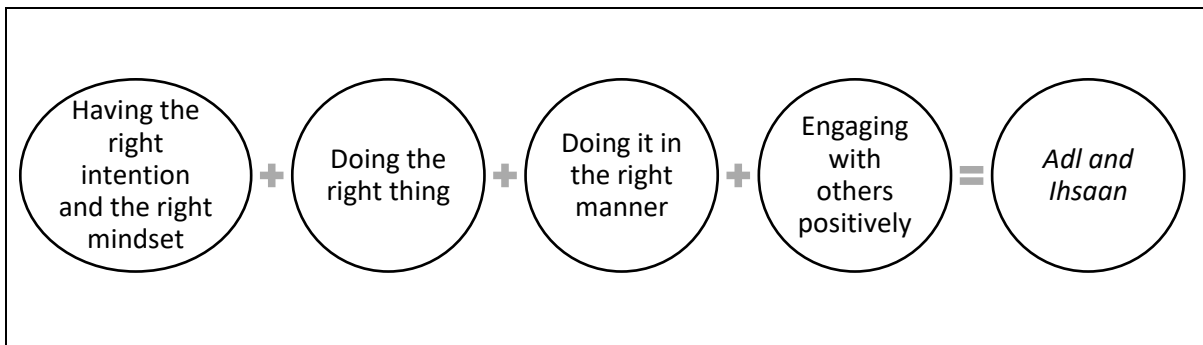 Having the
right
intention
and the right
mindset
+
Doing the
right thing
+
Doing it in
the right
manner
+
Engaging
with
others
positively
=
Adl and
Ihsaan